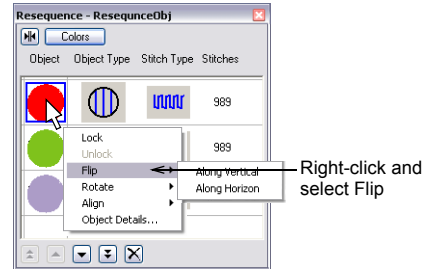 Resequence - ResequnceObj
Colors
Object Object Type Stitch Type Stitches
989
989
Lock
Unlock
Flip
Rotate
Align
Object Details...
Along Vertical
Along Horizon
Right-click and
select Flip